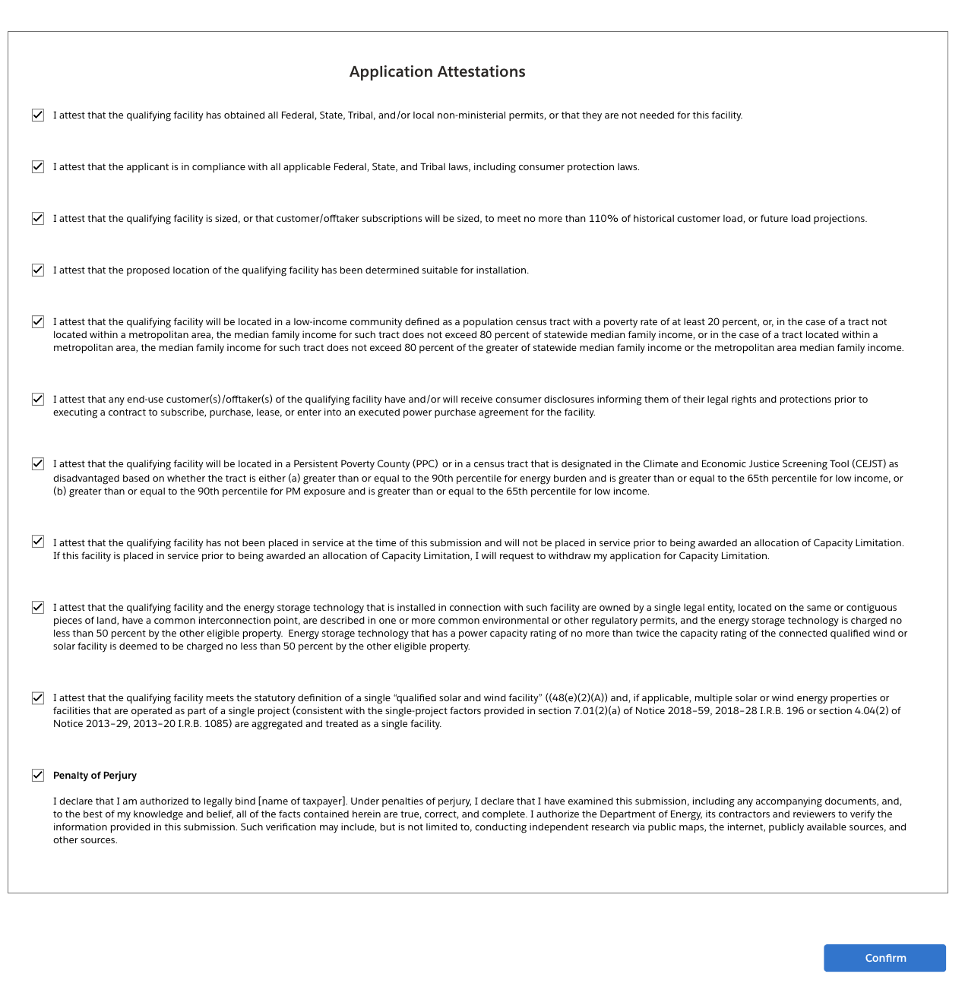 Application Attestations
I attest that the qualifying facility has obtained all Federal, State, Tribal, and/or local non-ministerial permits, or that they are not needed for this facility.
I attest that the applicant is in compliance with all applicable Federal, State, and Tribal laws, including consumer protection laws.
I attest that the qualifying facility is sized, or that customer/offtaker subscriptions will be sized, to meet no more than 110% of historical customer load, or future load projections.
I attest that the proposed location of the qualifying facility has been determined suitable for installation.
I attest that the qualifying facility will be located in a low-income community defined as a population census tract with a poverty rate of at least 20 percent, or, in the case of a tract not
located within a metropolitan area, the median family income for such tract does not exceed 80 percent of statewide median family income, or in the case of a tract located within a
metropolitan area, the median family income for such tract does not exceed 80 percent of the greater of statewide median family income or the metropolitan area median family income.
I attest that any end-use customer(s)/offtaker(s) of the qualifying facility have and/or will receive consumer disclosures informing them of their legal rights and protections prior to
executing a contract to subscribe, purchase, lease, or enter into an executed power purchase agreement for the facility.
I attest that the qualifying facility will be located in a Persistent Poverty County (PPC) or in a census tract that is designated in the Climate and Economic Justice Screening Tool (CEJST) as
disadvantaged based on whether the tract is either (a) greater than or equal to the 90th percentile for energy burden and is greater than or equal to the 65th percentile for low income, or
(b) greater than or equal to the 90th percentile for PM exposure and is greater than or equal to the 65th percentile for low income.
I attest that the qualifying facility has not been placed in service at the time of this submission and will not be placed in service prior to being awarded an allocation of Capacity Limitation.
If this facility is placed in service prior to being awarded an allocation of Capacity Limitation, I will request to withdraw my application for Capacity Limitation.
I attest that the qualifying facility and the energy storage technology that is installed in connection with such facility are owned by a single legal entity, located on the same or contiguous
pieces of land, have a common interconnection point, are described in one or more common environmental or other regulatory permits, and the energy storage technology is charged no
less than 50 percent by the other eligible property.  Energy storage technology that has a power capacity rating of no more than twice the capacity rating of the connected qualified wind or
solar facility is deemed to be charged no less than 50 percent by the other eligible property.
I attest that the qualifying facility meets the statutory definition of a single “qualified solar and wind facility” ((48(e)(2)(A)) and, if applicable, multiple solar or wind energy properties or
facilities that are operated as part of a single project (consistent with the single-project factors provided in section 7.01(2)(a) of Notice 2018–59, 2018–28 I.R.B. 196 or section 4.04(2) of
Notice 2013–29, 2013–20 I.R.B. 1085) are aggregated and treated as a single facility.
Penalty of Perjury
I declare that I am authorized to legally bind [name of taxpayer]. Under penalties of perjury, I declare that I have examined this submission, including any accompanying documents, and,
to the best of my knowledge and belief, all of the facts contained herein are true, correct, and complete. I authorize the Department of Energy, its contractors and reviewers to verify the
information provided in this submission. Such verification may include, but is not limited to, conducting independent research via public maps, the internet, publicly available sources, and
other sources.
Confirm